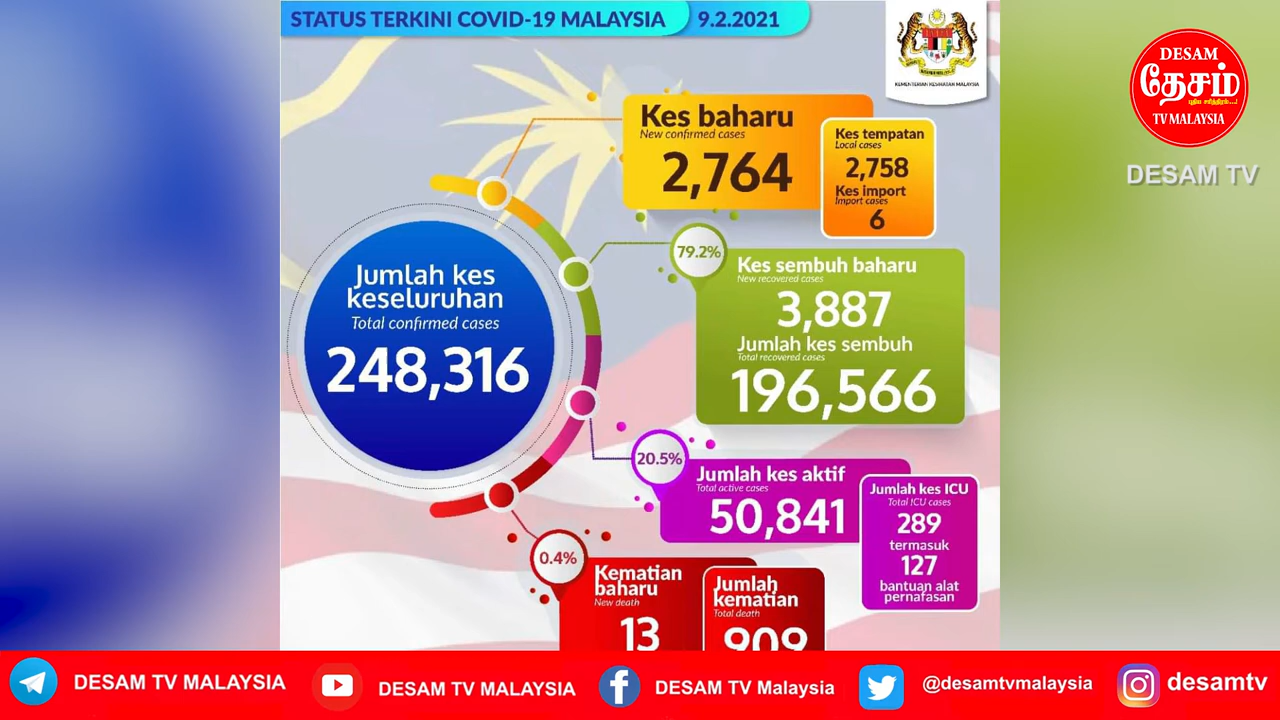 STATUS TERKINI COVID-19 MALAYSIA 9.2.2021
KEMENTERIAN KESIHATAN MALAYSIA
DESAM
தேசம்
புதிய சரித்திரம்...!
TV MALAYSIA
DESAM TV
Kes baharu
New confirmed cases
2,764
Kes tempatan
Local cases
2,758
Kes import
Import cases
6
Jumlah kes
keseluruhan
Total confirmed cases
248,316
79.2%
Kes sembuh baharu
New recovered cases
3,887
Jumlah kes sembuh
Total recovered cases
196,566
20.5%
Jumlah kes aktif
Total active cases
50,841
Jumlah kes ICU
Total ICU cases
289
termasuk
127
bantuan alat
pernafasan
0.4%
Kematian
baharu
New death
13
Jumlah
kematian
Total death
909
DESAM TV MALAYSIA
DESAM TV MALAYSIA
DESAM TV Malaysia
@desamtvmalaysia
desamtv